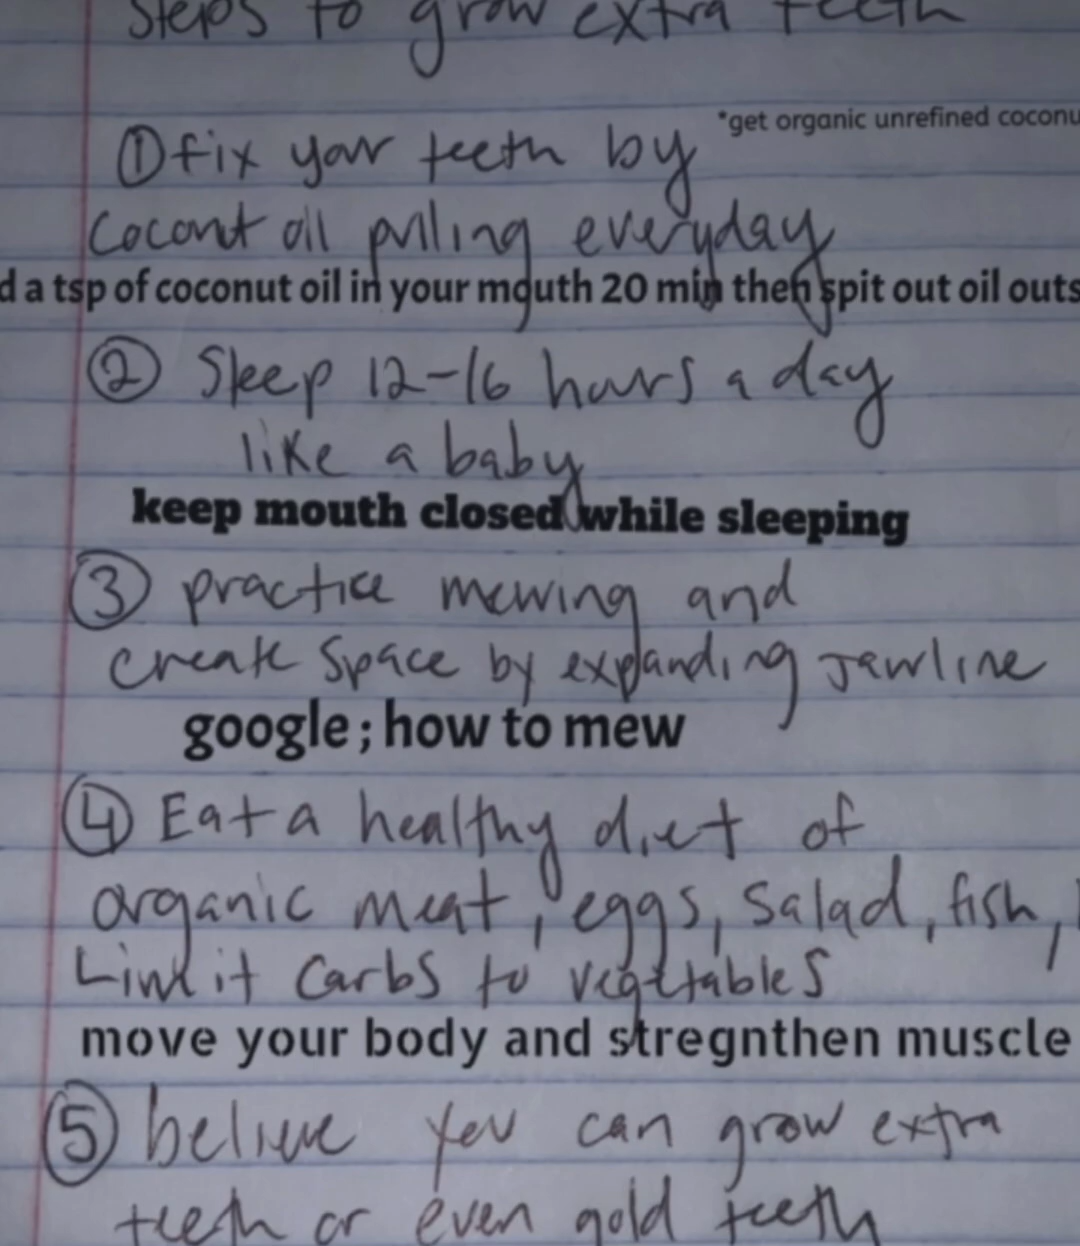 Steps to grow extra teeth
*get organic unrefined coconu
① fix your teeth by
Coconut oil pulling everyday
d a tsp of coconut oil in your mouth 20 min then spit out oil outs
② Sleep 12-16 hours a day
like a baby
keep mouth closed while sleeping
③ practice mewing and
create space by expanding jawline
google ; how to mew
④ Eat a healthy diet of
organic meat, eggs, salad, fish,
Limit carbs to vegetables
move your body and stregnthen muscle
⑤ believe you can grow extra
teeth or even gold teeth